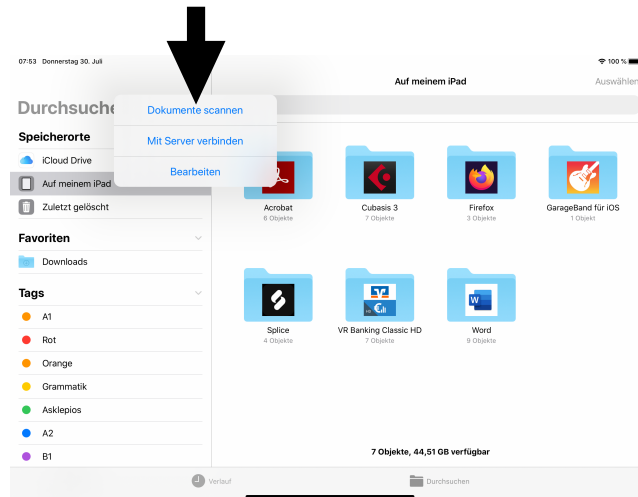 07:53 Donnerstag 30. Juli
100 %
Auf meinem iPad
Auswählen
Durchsuche
Dokumente scannen
Mit Server verbinden
Bearbeiten
Speicherorte
iCloud Drive
Auf meinem iPad
Zuletzt gelöscht
Favoriten
Downloads
Tags
A1
Rot
Orange
Grammatik
Asklepios
A2
B1
Acrobat
6 Objekte
Cubasis 3
7 Objekte
Firefox
3 Objekte
GarageBand für iOS
1 Objekt
Splice
4 Objekte
VR Banking Classic HD
7 Objekte
Word
9 Objekte
7 Objekte, 44,51 GB verfügbar
Verlauf
Durchsuchen